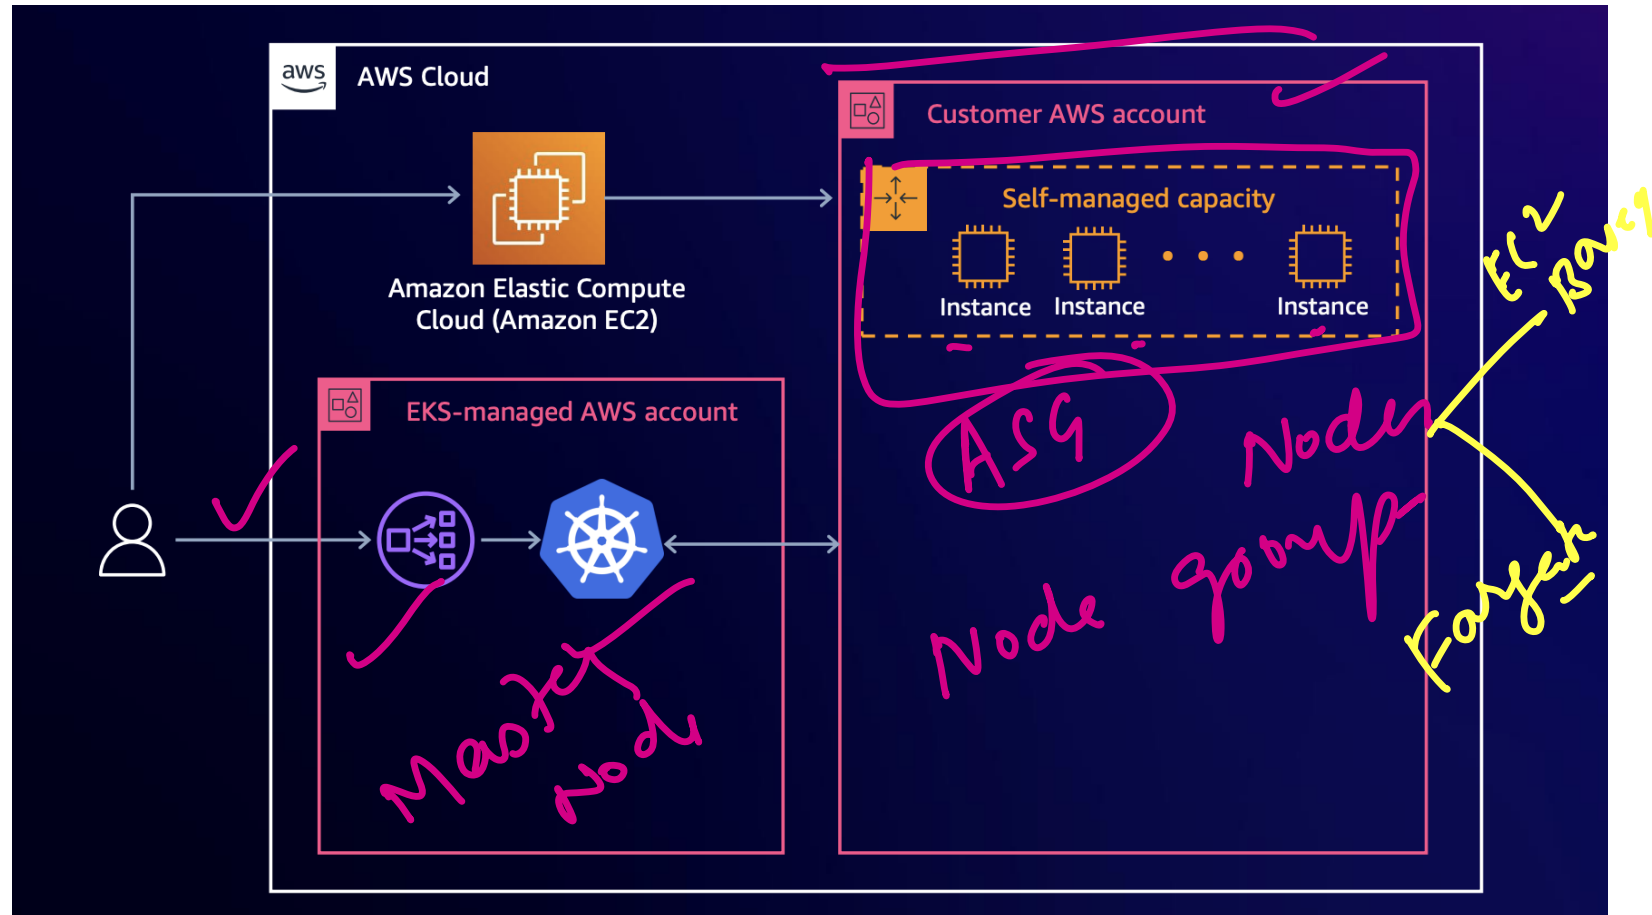 aws
AWS Cloud
Customer AWS account
Self-managed capacity
Instance
Instance
Instance
Amazon Elastic Compute
Cloud (Amazon EC2)
EKS-managed AWS account
ASG
Node
group
Node
Master
Node
EC2